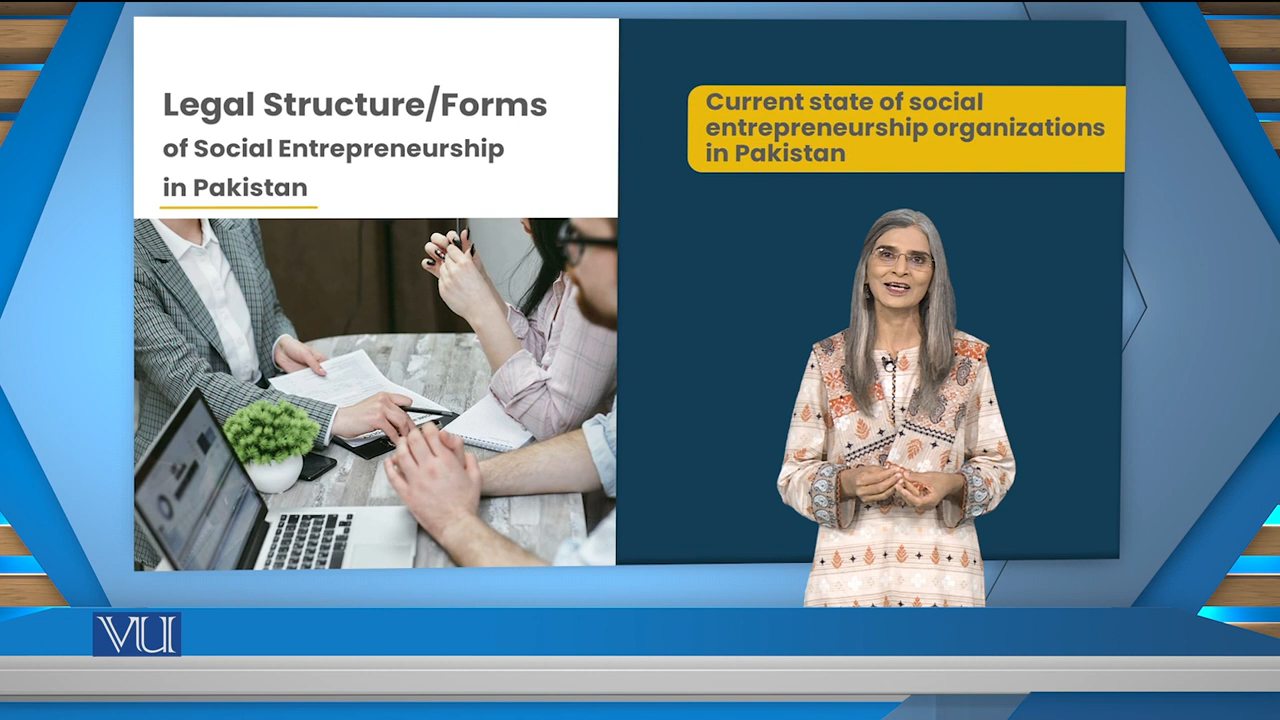 Legal Structure/Forms
of Social Entrepreneurship
in Pakistan
Current state of social
entrepreneurship organizations
in Pakistan
VU